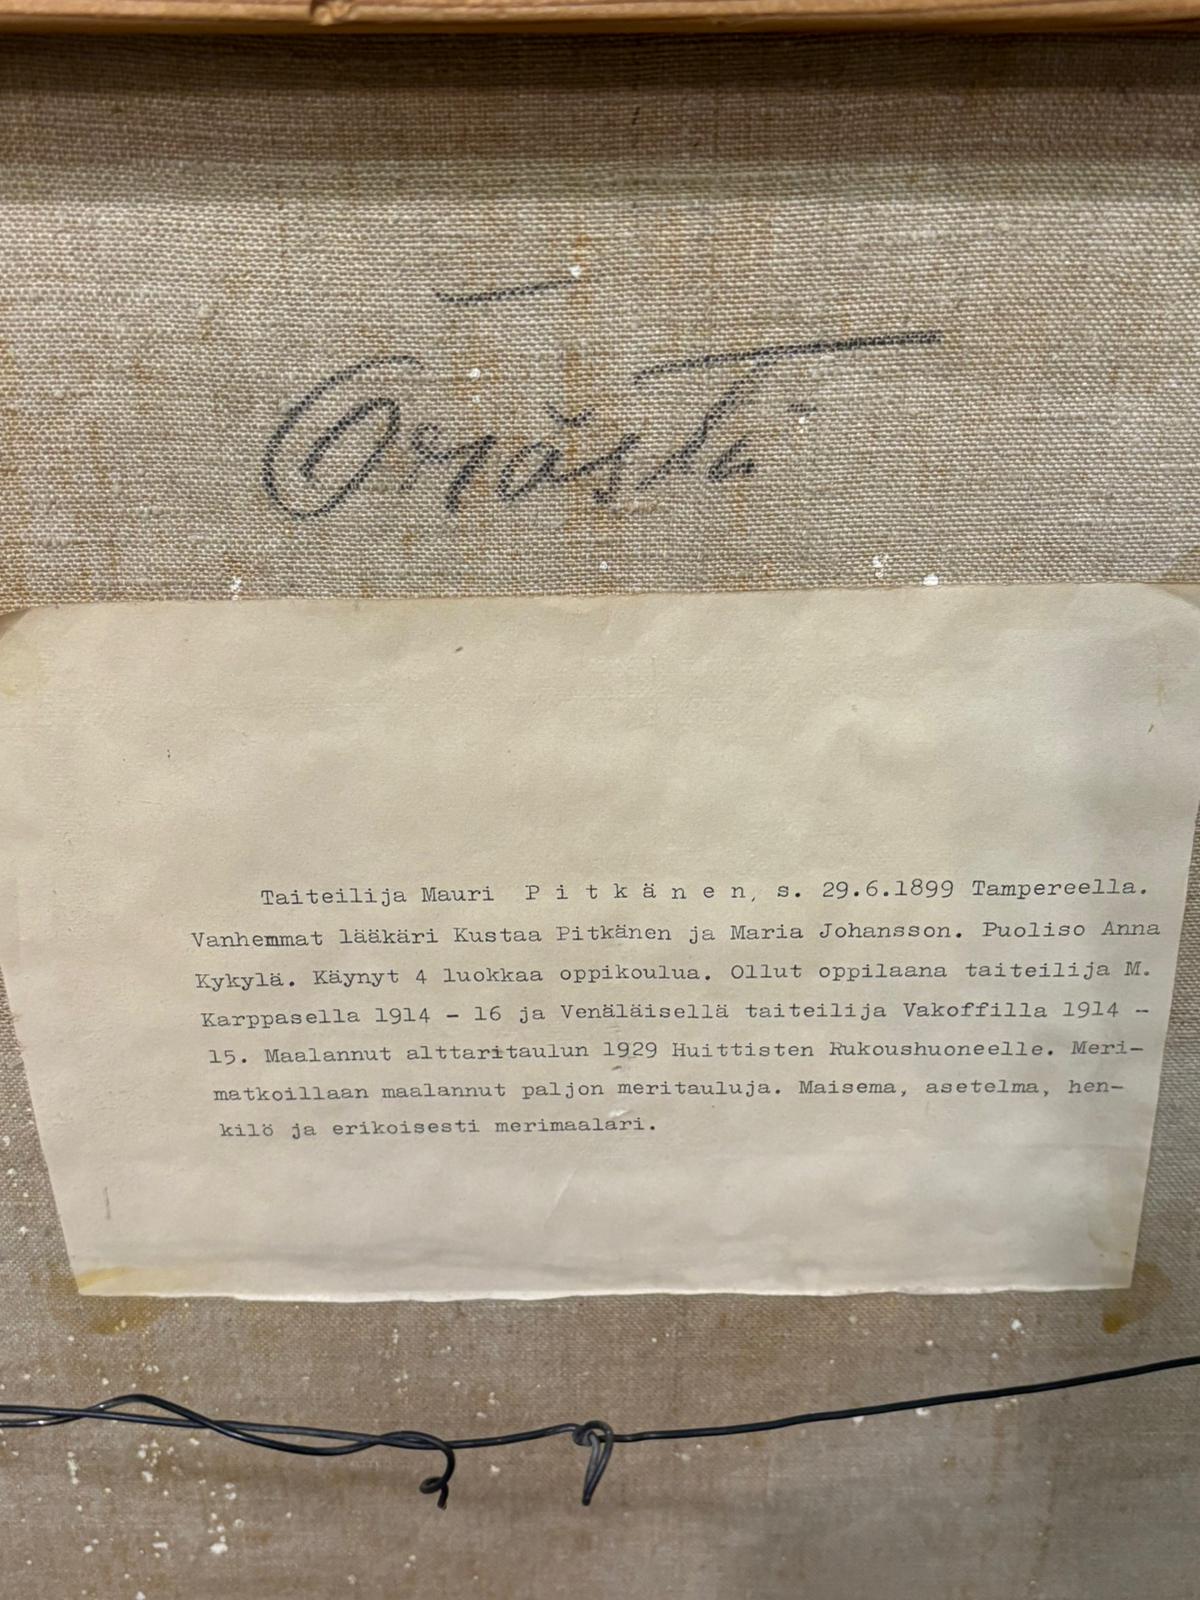 Taiteilija Mauri P i t k ä n e n, s. 29.6.1899 Tampereella.
Vanhemmat lääkäri Kustaa Pitkänen ja Maria Johansson. Puoliso Anna
Kykylä. Käynyt 4 luokkaa oppikoulua. Ollut oppilaana taiteilija M.
Karppasella 1914 - 16 ja Venäläisellä taiteilija Vakoffilla 1914 -
15. Maalannut alttaritaulun 1929 Huittisten Rukoushuoneelle. Meri-
matkoillaan maalannut paljon meritauluja. Maisema, asetelma, hen-
kilö ja erikoisesti merimaalari.